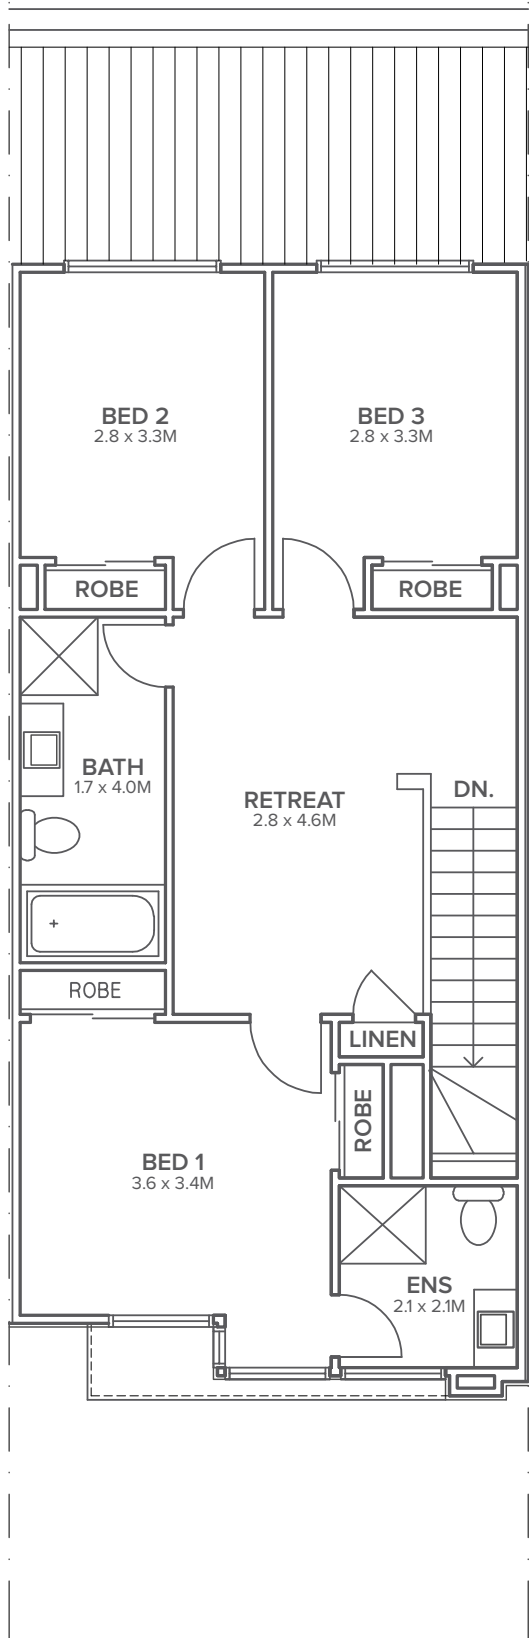 BED 2
2.8 x 3.3M
BED 3
2.8 x 3.3M
ROBE
ROBE
BATH
1.7 x 4.0M
RETREAT
2.8 x 4.6M
DN.
ROBE
LINEN
ROBE
BED 1
3.6 x 3.4M
ENS
2.1 x 2.1M